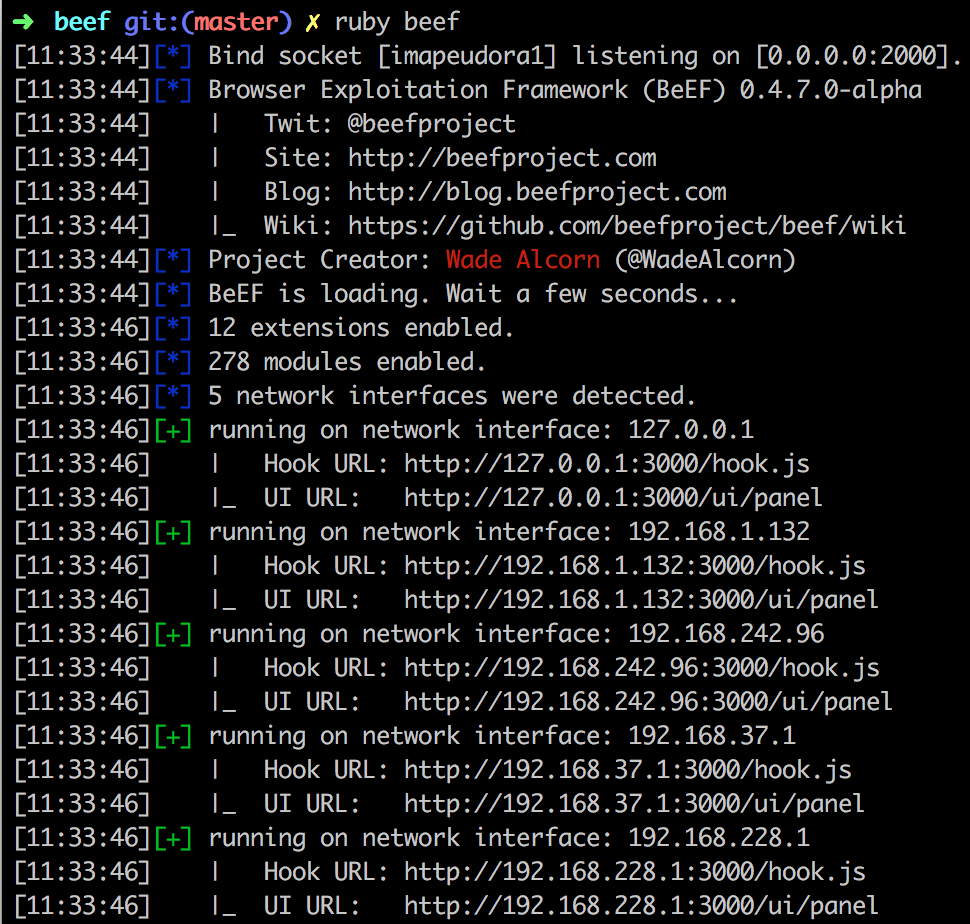 ➜ beef git:(master) ✗ ruby beef
[11:33:44][*] Bind socket [imapeudora1] listening on [0.0.0.0:2000].
[11:33:44][*] Browser Exploitation Framework (BeEF) 0.4.7.0-alpha
[11:33:44]    |   Twit: @beefproject
[11:33:44]    |   Site: http://beefproject.com
[11:33:44]    |   Blog: http://blog.beefproject.com
[11:33:44]    |_  Wiki: https://github.com/beefproject/beef/wiki
[11:33:44][*] Project Creator: Wade Alcorn (@WadeAlcorn)
[11:33:44][*] BeEF is loading. Wait a few seconds...
[11:33:46][*] 12 extensions enabled.
[11:33:46][*] 278 modules enabled.
[11:33:46][*] 5 network interfaces were detected.
[11:33:46][+] running on network interface: 127.0.0.1
[11:33:46]    |   Hook URL: http://127.0.0.1:3000/hook.js
[11:33:46]    |_  UI URL:   http://127.0.0.1:3000/ui/panel
[11:33:46][+] running on network interface: 192.168.1.132
[11:33:46]    |   Hook URL: http://192.168.1.132:3000/hook.js
[11:33:46]    |_  UI URL:   http://192.168.1.132:3000/ui/panel
[11:33:46][+] running on network interface: 192.168.242.96
[11:33:46]    |   Hook URL: http://192.168.242.96:3000/hook.js
[11:33:46]    |_  UI URL:   http://192.168.242.96:3000/ui/panel
[11:33:46][+] running on network interface: 192.168.37.1
[11:33:46]    |   Hook URL: http://192.168.37.1:3000/hook.js
[11:33:46]    |_  UI URL:   http://192.168.37.1:3000/ui/panel
[11:33:46][+] running on network interface: 192.168.228.1
[11:33:46]    |   Hook URL: http://192.168.228.1:3000/hook.js
[11:33:46]    |_  UI URL:   http://192.168.228.1:3000/ui/panel